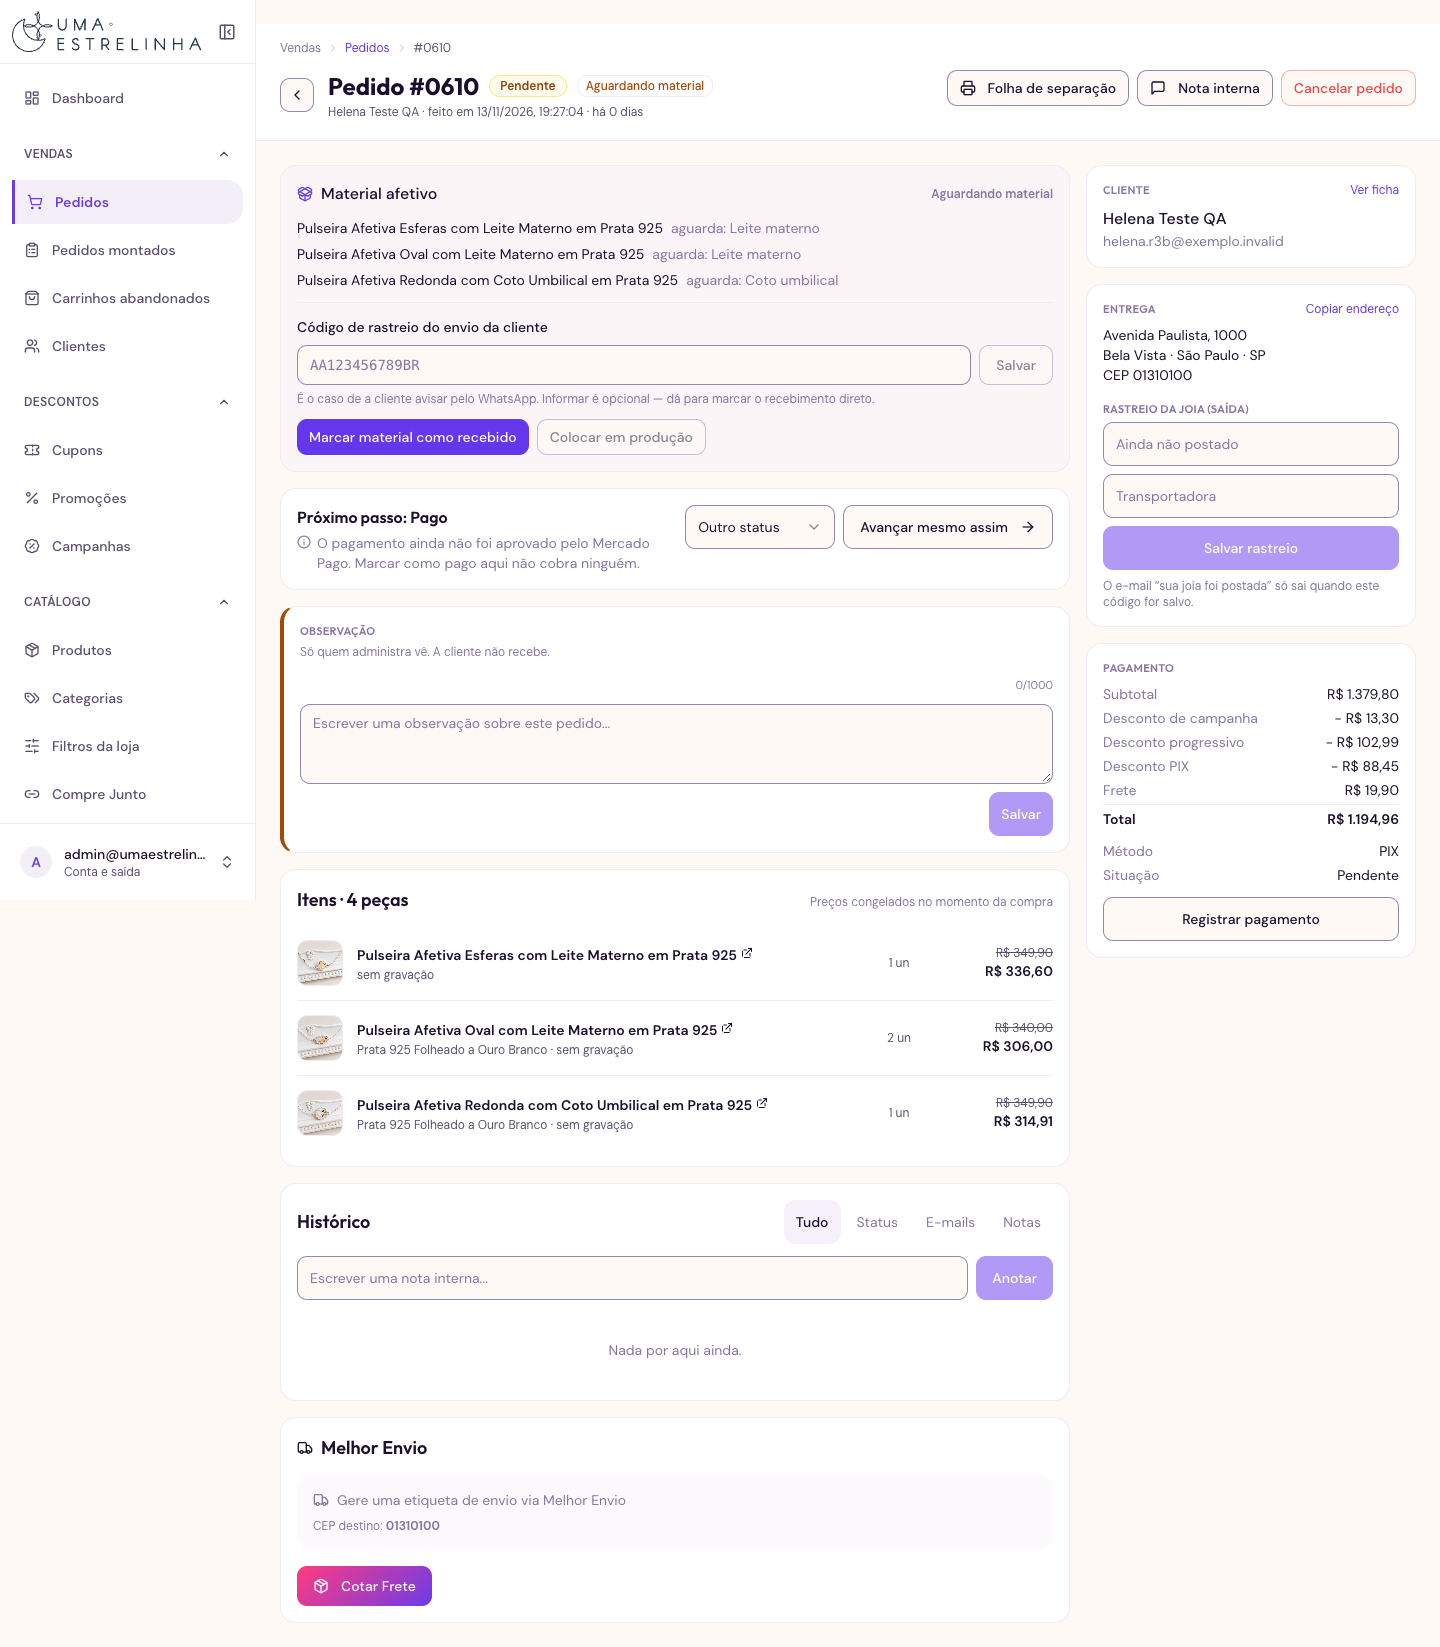 UMA
ESTRELINHA
Dashboard
VENDAS
Pedidos
Pedidos montados
Carrinhos abandonados
Clientes
DESCONTOS
Cupons
Promoções
Campanhas
CATÁLOGO
Produtos
Categorias
Filtros da loja
Compre Junto
A
admin@umaestrelin...
Conta e saída
Vendas > Pedidos > #0610
Pedido #0610 Pendente Aguardando material
Helena Teste QA · feito em 13/11/2026, 19:27:04 · há 0 dias
Folha de separação
Nota interna
Cancelar pedido
Material afetivo Aguardando material
Pulseira Afetiva Esferas com Leite Materno em Prata 925 aguarda: Leite materno
Pulseira Afetiva Oval com Leite Materno em Prata 925 aguarda: Leite materno
Pulseira Afetiva Redonda com Coto Umbilical em Prata 925 aguarda: Coto umbilical
Código de rastreio do envio da cliente
AA123456789BR Salvar
É o caso de a cliente avisar pelo WhatsApp. Informar é opcional — dá para marcar o recebimento direto.
Marcar material como recebido Colocar em produção
Próximo passo: Pago
O pagamento ainda não foi aprovado pelo Mercado
Pago. Marcar como pago aqui não cobra ninguém.
Outro status
Avançar mesmo assim
OBSERVAÇÃO
Só quem administra vê. A cliente não recebe.
0/1000
Escrever uma observação sobre este pedido...
Salvar
Itens · 4 peças Preços congelados no momento da compra
Pulseira Afetiva Esferas com Leite Materno em Prata 925
sem gravação
1 un
R$ 349,90
R$ 336,60
Pulseira Afetiva Oval com Leite Materno em Prata 925
Prata 925 Folheado a Ouro Branco · sem gravação
2 un
R$ 340,00
R$ 306,00
Pulseira Afetiva Redonda com Coto Umbilical em Prata 925
Prata 925 Folheado a Ouro Branco · sem gravação
1 un
R$ 349,90
R$ 314,91
Histórico Tudo Status E-mails Notas
Escrever uma nota interna... Anotar
Nada por aqui ainda.
Melhor Envio
Gere uma etiqueta de envio via Melhor Envio
CEP destino: 01310100
Cotar Frete
CLIENTE Ver ficha
Helena Teste QA
helena.r3b@exemplo.invalid
ENTREGA Copiar endereço
Avenida Paulista, 1000
Bela Vista · São Paulo · SP
CEP 01310100
RASTREIO DA JOIA (SAÍDA)
Ainda não postado
Transportadora
Salvar rastreio
O e-mail “sua joia foi postada” só sai quando este
código for salvo.
PAGAMENTO
Subtotal R$ 1.379,80
Desconto de campanha - R$ 13,30
Desconto progressivo - R$ 102,99
Desconto PIX - R$ 88,45
Frete R$ 19,90
Total R$ 1.194,96
Método PIX
Situação Pendente
Registrar pagamento